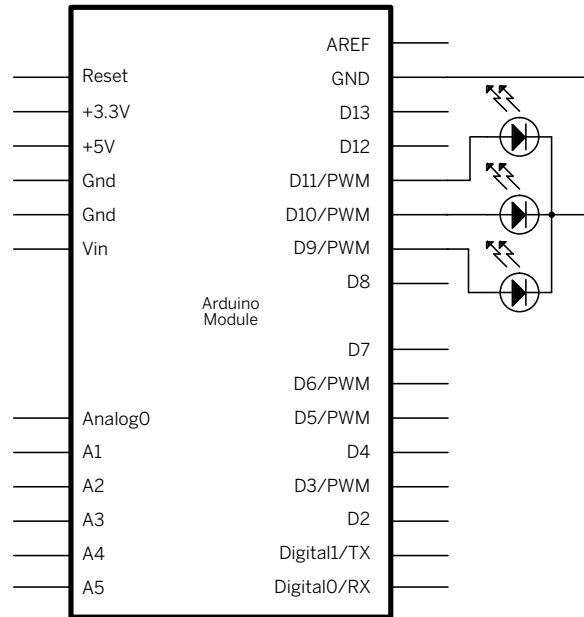 AREF
Reset
GND
+3.3V
D13
+5V
D12
Gnd
D11/PWM
Gnd
D10/PWM
Vin
D9/PWM
D8
Arduino
Module
D7
D6/PWM
Analog0
D5/PWM
A1
D4
A2
D3/PWM
A3
D2
A4
Digital1/TX
A5
Digital0/RX